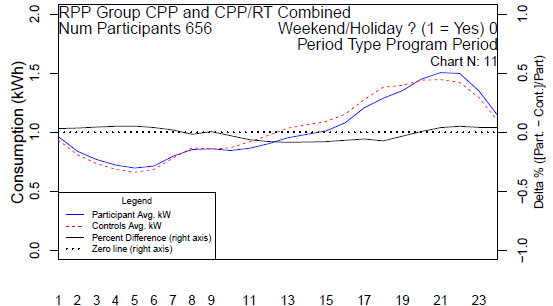 RPP Group CPP and CPP/RT Combined
Num Participants 656
Weekend/Holiday ? (1 = Yes) 0
Period Type Program Period
Chart N: 11
Consumption (kWh)
2.0
1.5
1.0
0.5
0.0
Delta % ([Part. − Cont.]/Part)
1.0
0.5
0.0
−0.5
−1.0
Legend
Participant Avg. kW
Controls Avg. kW
Percent Difference (right axis)
Zero line (right axis)
1 2 3 4 5 6 7 8 9 11 13 15 17 19 21 23